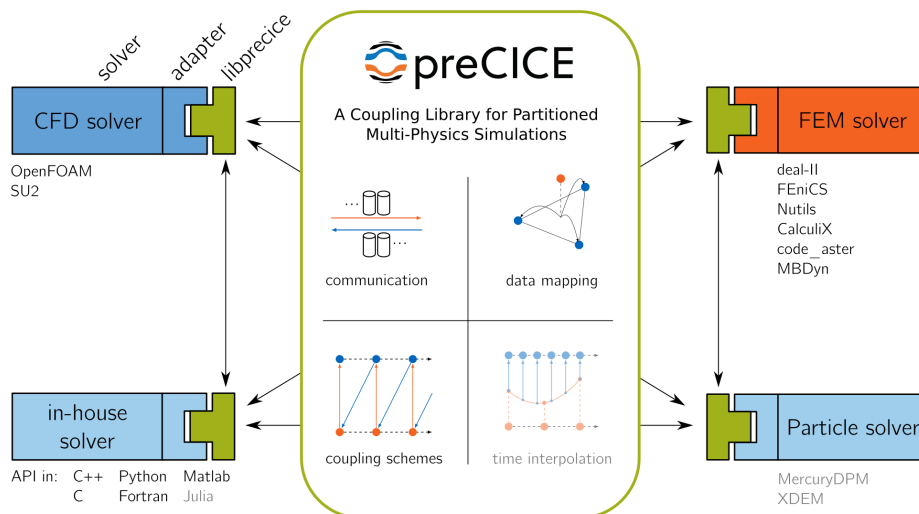 solver
adapter
libprecice
preCICE
A Coupling Library for Partitioned
Multi-Physics Simulations
CFD solver
OpenFOAM
SU2
FEM solver
deal-II
FEniCS
Nutils
CalculiX
code_aster
MBDyn
...
...
communication
data mapping
coupling schemes
time interpolation
in-house
solver
API in: C++ Python Matlab
C Fortran Julia
Particle solver
MercuryDPM
XDEM